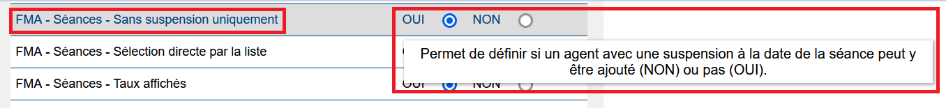 FMA - Séances - Sans suspension uniquement OUI NON
FMA - Séances - Sélection directe par la liste
Permet de définir si un agent avec une suspension à la date de la séance peut y
être ajouté (NON) ou pas (OUI).
FMA - Séances - Taux affichés OUI NON